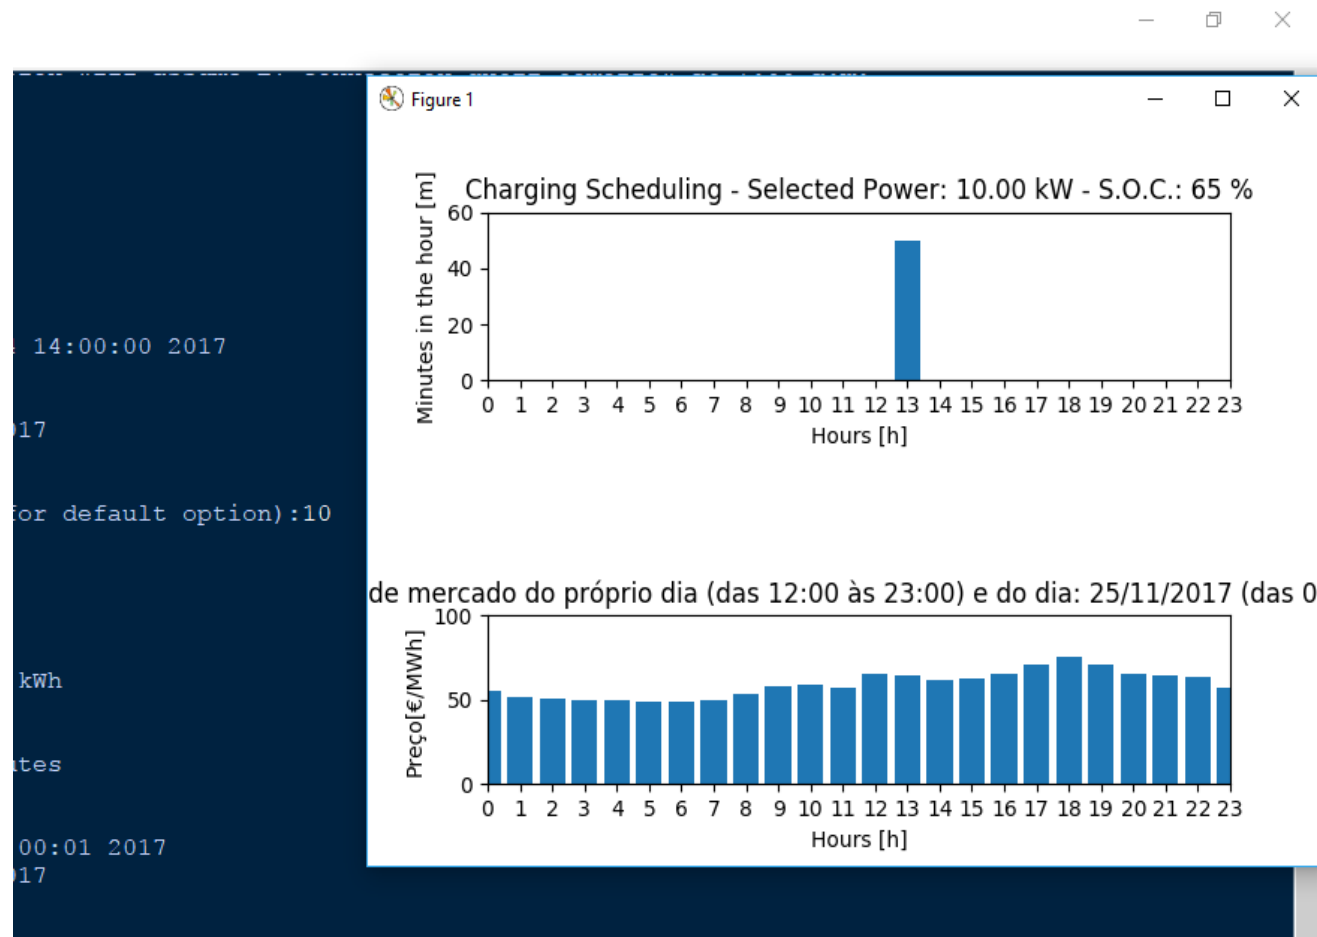 Figure 1
Charging Scheduling - Selected Power: 10.00 kW - S.O.C.: 65 %
Minutes in the hour [m]
60
40
20
0
0 1 2 3 4 5 6 7 8 9 10 11 12 13 14 15 16 17 18 19 20 21 22 23
Hours [h]
14:00:00 2017
017
for default option):10
kWh
utes
00:01 2017
017
de mercado do próprio dia (das 12:00 às 23:00) e do dia: 25/11/2017 (das 0
Preço[€/MWh]
100
50
0
0 1 2 3 4 5 6 7 8 9 10 11 12 13 14 15 16 17 18 19 20 21 22 23
Hours [h]